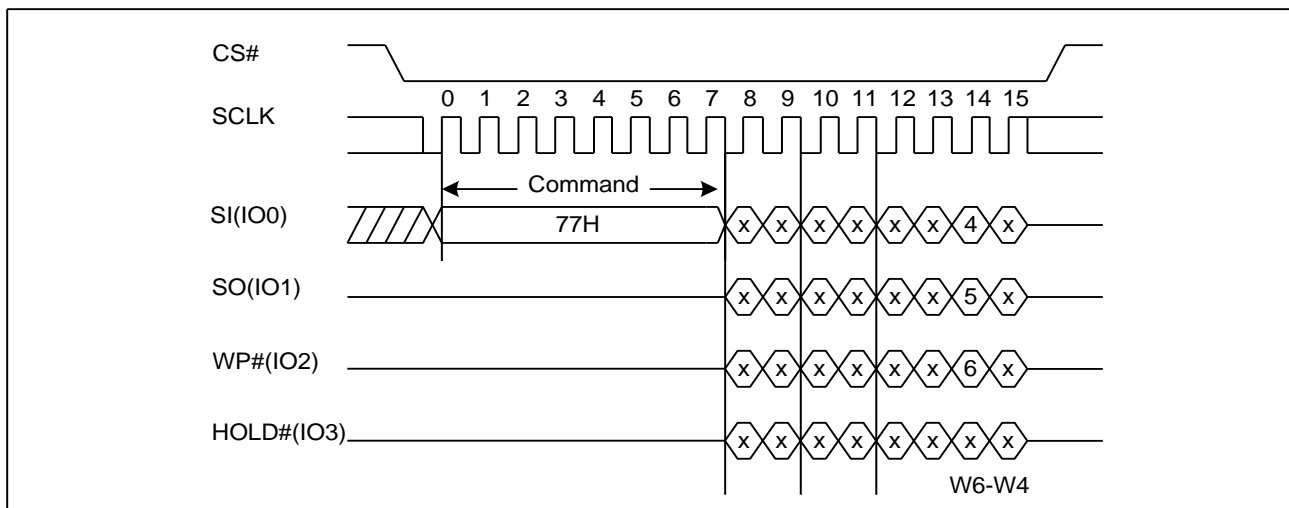 CS#
0 1 2 3 4 5 6 7 8 9 10 11 12 13 14 15
SCLK
Command
SI(IO0) 77H x x x x x x 4 x
SO(IO1) x x x x x x 5 x
WP#(IO2) x x x x x x 6 x
HOLD#(IO3) x x x x x x x x
W6-W4